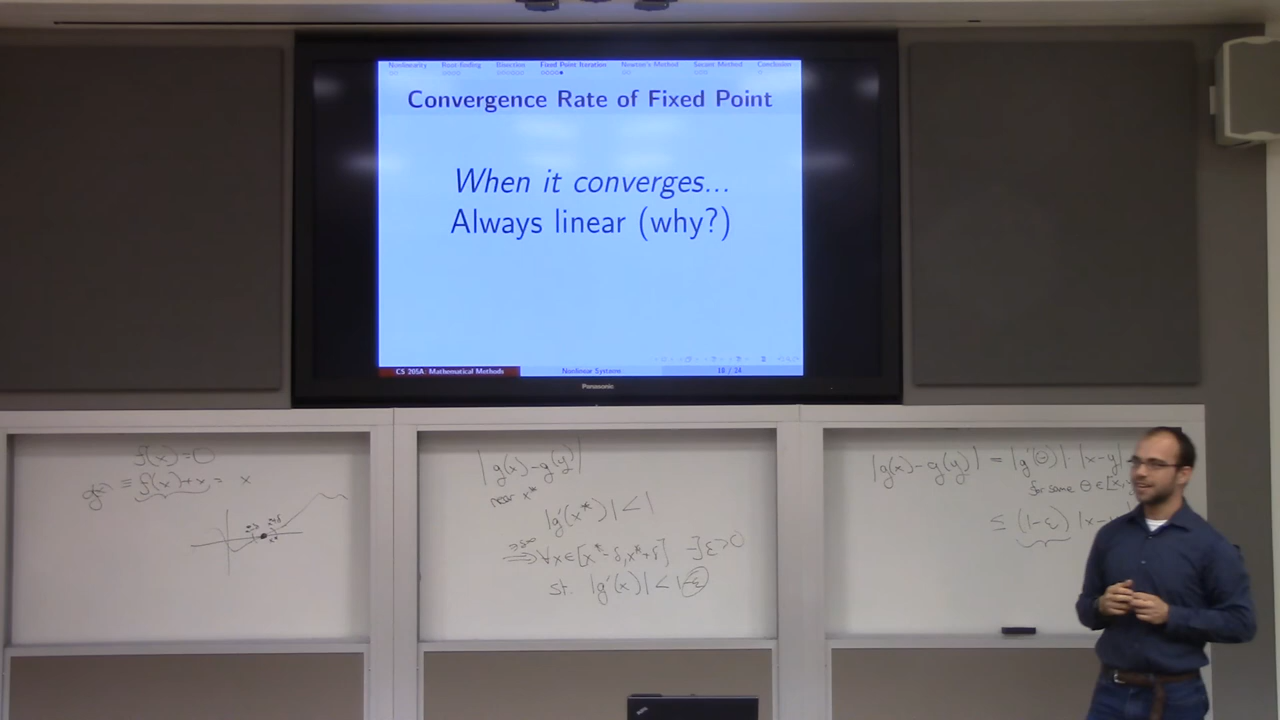 Nonlinearity Root-finding Bisection Fixed Point Iteration Newton's Method Secant Method Conclusion
Convergence Rate of Fixed Point
When it converges...
Always linear (why?)
CS 205A: Mathematical Methods Nonlinear Systems 18 / 24
Panasonic
f(x)=0
g(x) ≡ f(x)+x = x
|g(x)-g(y)|
near x*
|g'(x*)| < 1
⇒ ∀x∈[x*-δ,x*+δ] ∃ε>0
st. |g'(x)| < 1-ε
|g(x)-g(y)| = |g'(θ)|·|x-y|
for some θ∈[x,
≤ (1-ε) |x-